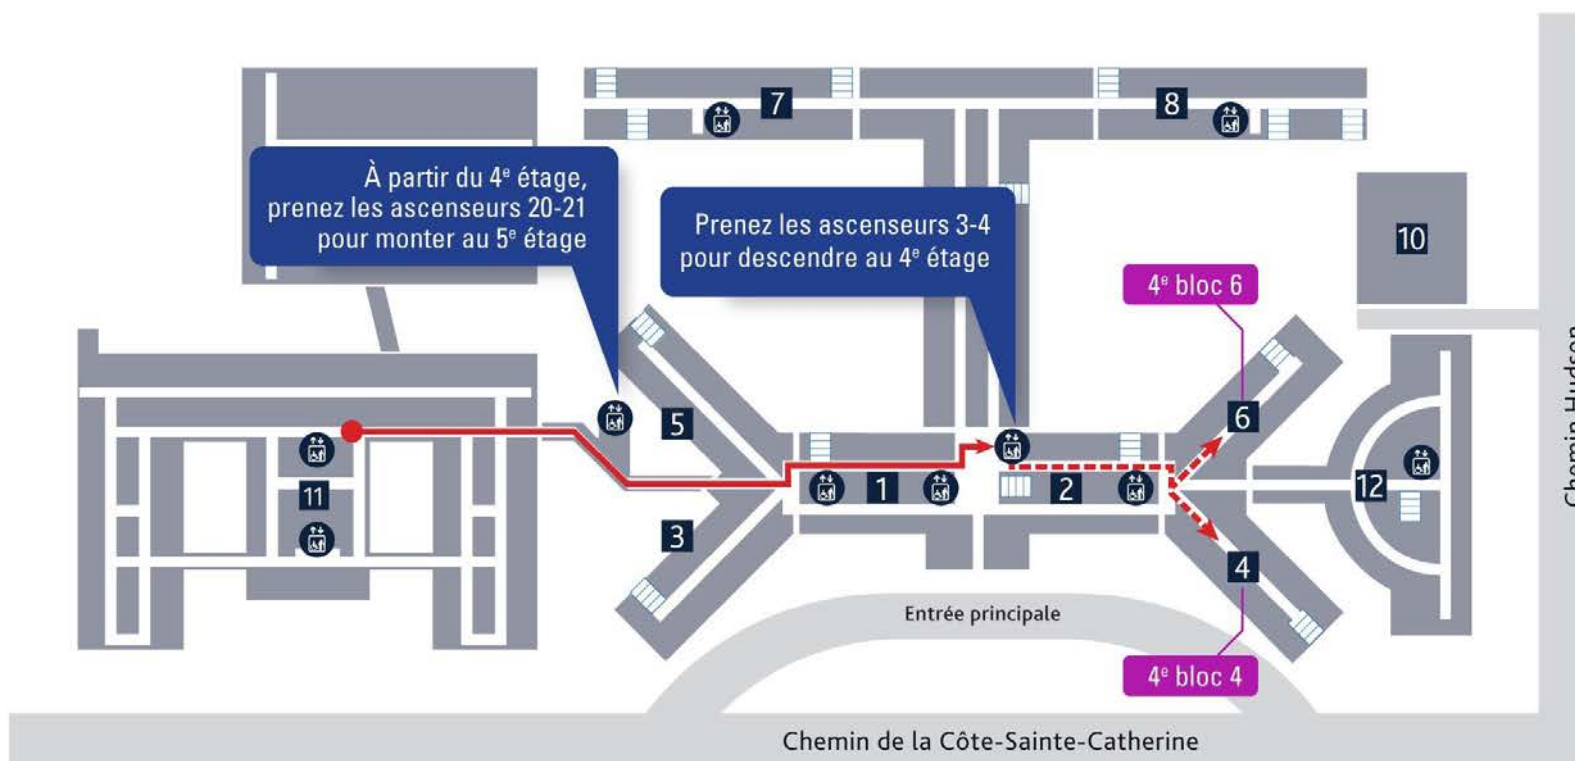 7
8
À partir du 4e étage,
prenez les ascenseurs 20-21
pour monter au 5e étage
Prenez les ascenseurs 3-4
pour descendre au 4e étage
10
4e bloc 6
5
6
11
1
2
12
3
4
Entrée principale
4e bloc 4
Chemin de la Côte-Sainte-Catherine
Chemin Hudson